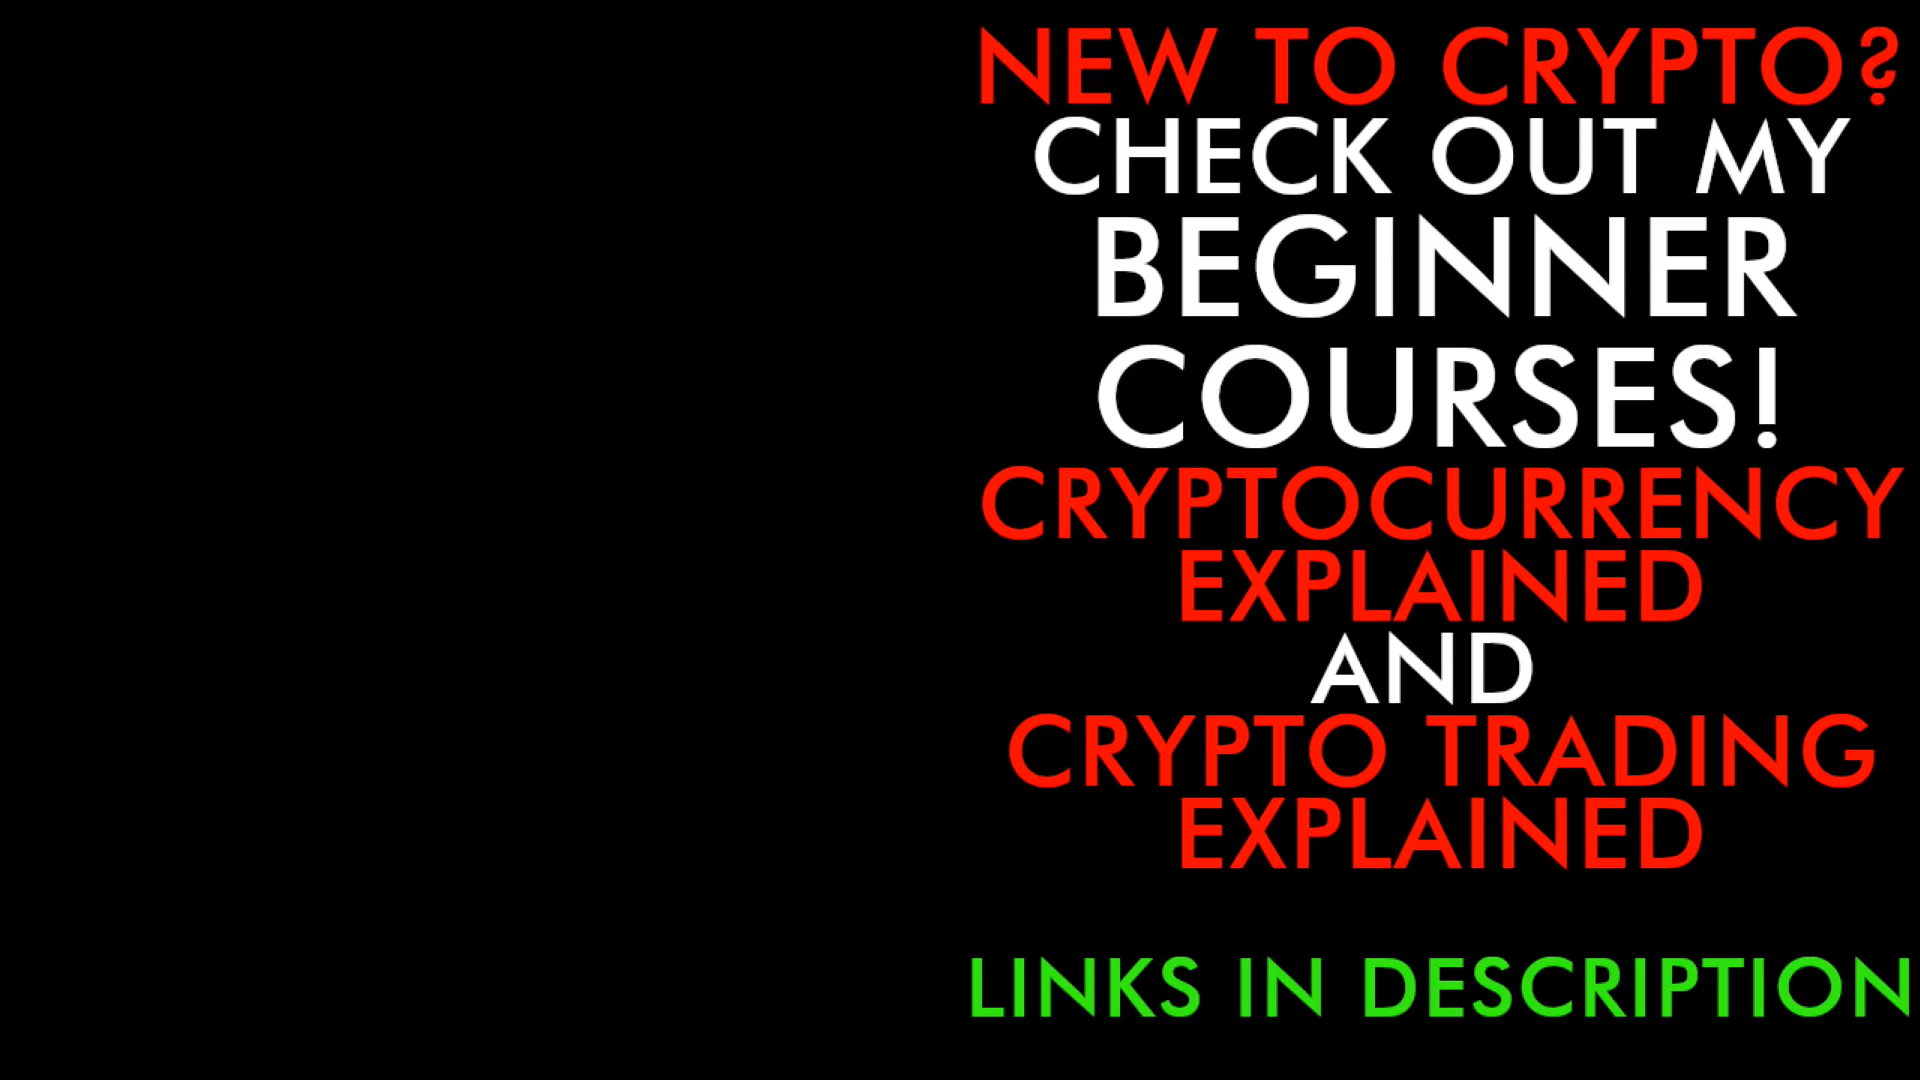 NEW TO CRYPTO?
CHECK OUT MY
BEGINNER
COURSES!
CRYPTOCURRENCY
EXPLAINED
AND
CRYPTO TRADING
EXPLAINED
LINKS IN DESCRIPTION